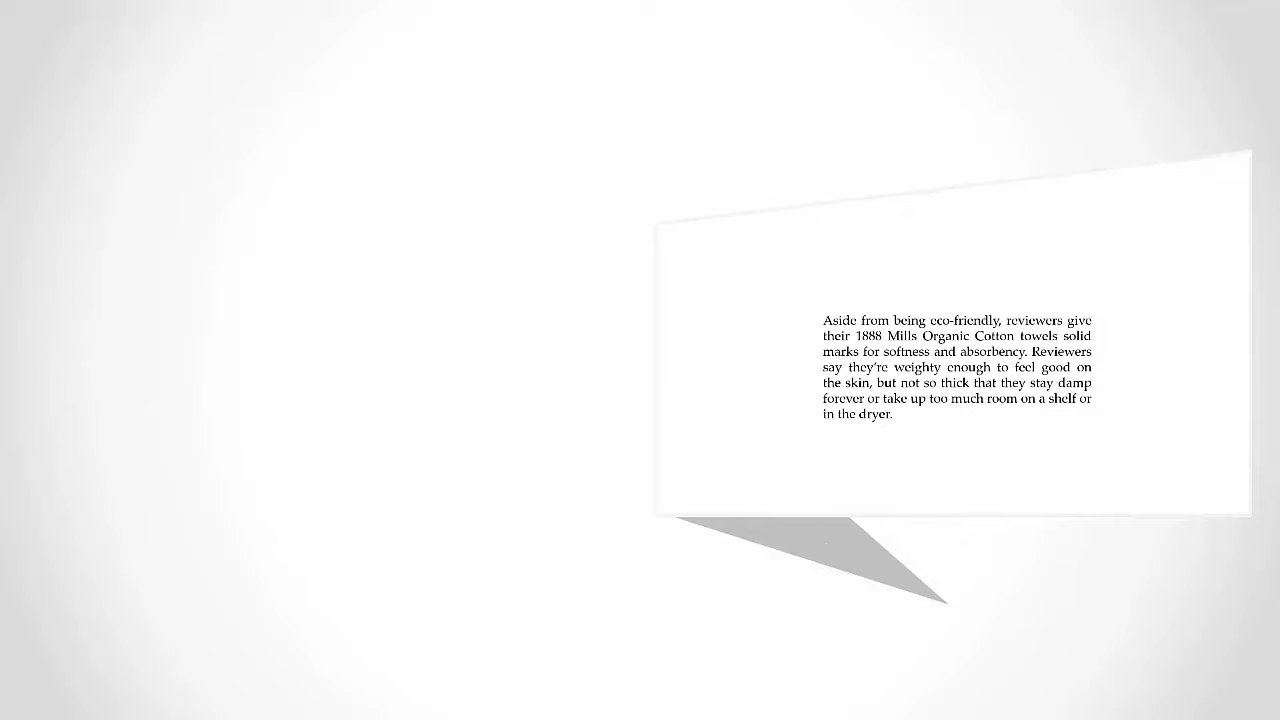 Aside from being eco-friendly, reviewers give
their 1888 Mills Organic Cotton towels solid
marks for softness and absorbency. Reviewers
say they're weighty enough to feel good on
the skin, but not so thick that they stay damp
forever or take up too much room on a shelf or
in the dryer.